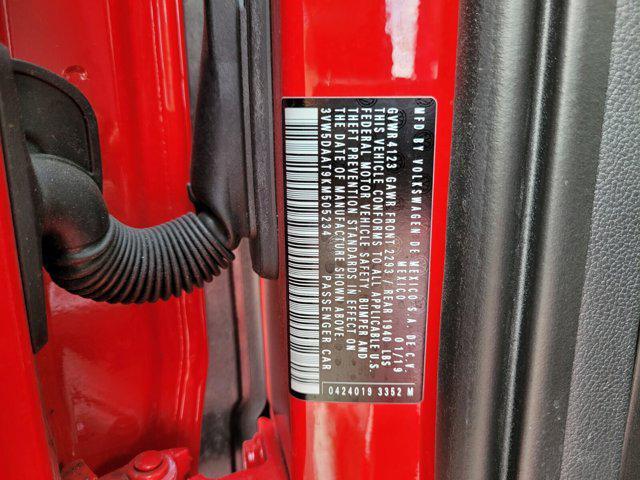 MFD BY VOLKSWAGEN DE MEXICO S.A. DE C.V.
MEXICO 01/19
GVWR 4123 GAWR FRONT 2293 / REAR 1940 LBS
THIS VEHICLE CONFORMS TO ALL APPLICABLE U.S.
FEDERAL MOTOR VEHICLE SAFETY, BUMPER AND
THEFT PREVENTION STANDARDS IN EFFECT ON
THE DATE OF MANUFACTURE SHOWN ABOVE.
3VW5DAAT9KM505234 PASSENGER CAR
0424019 3352 M